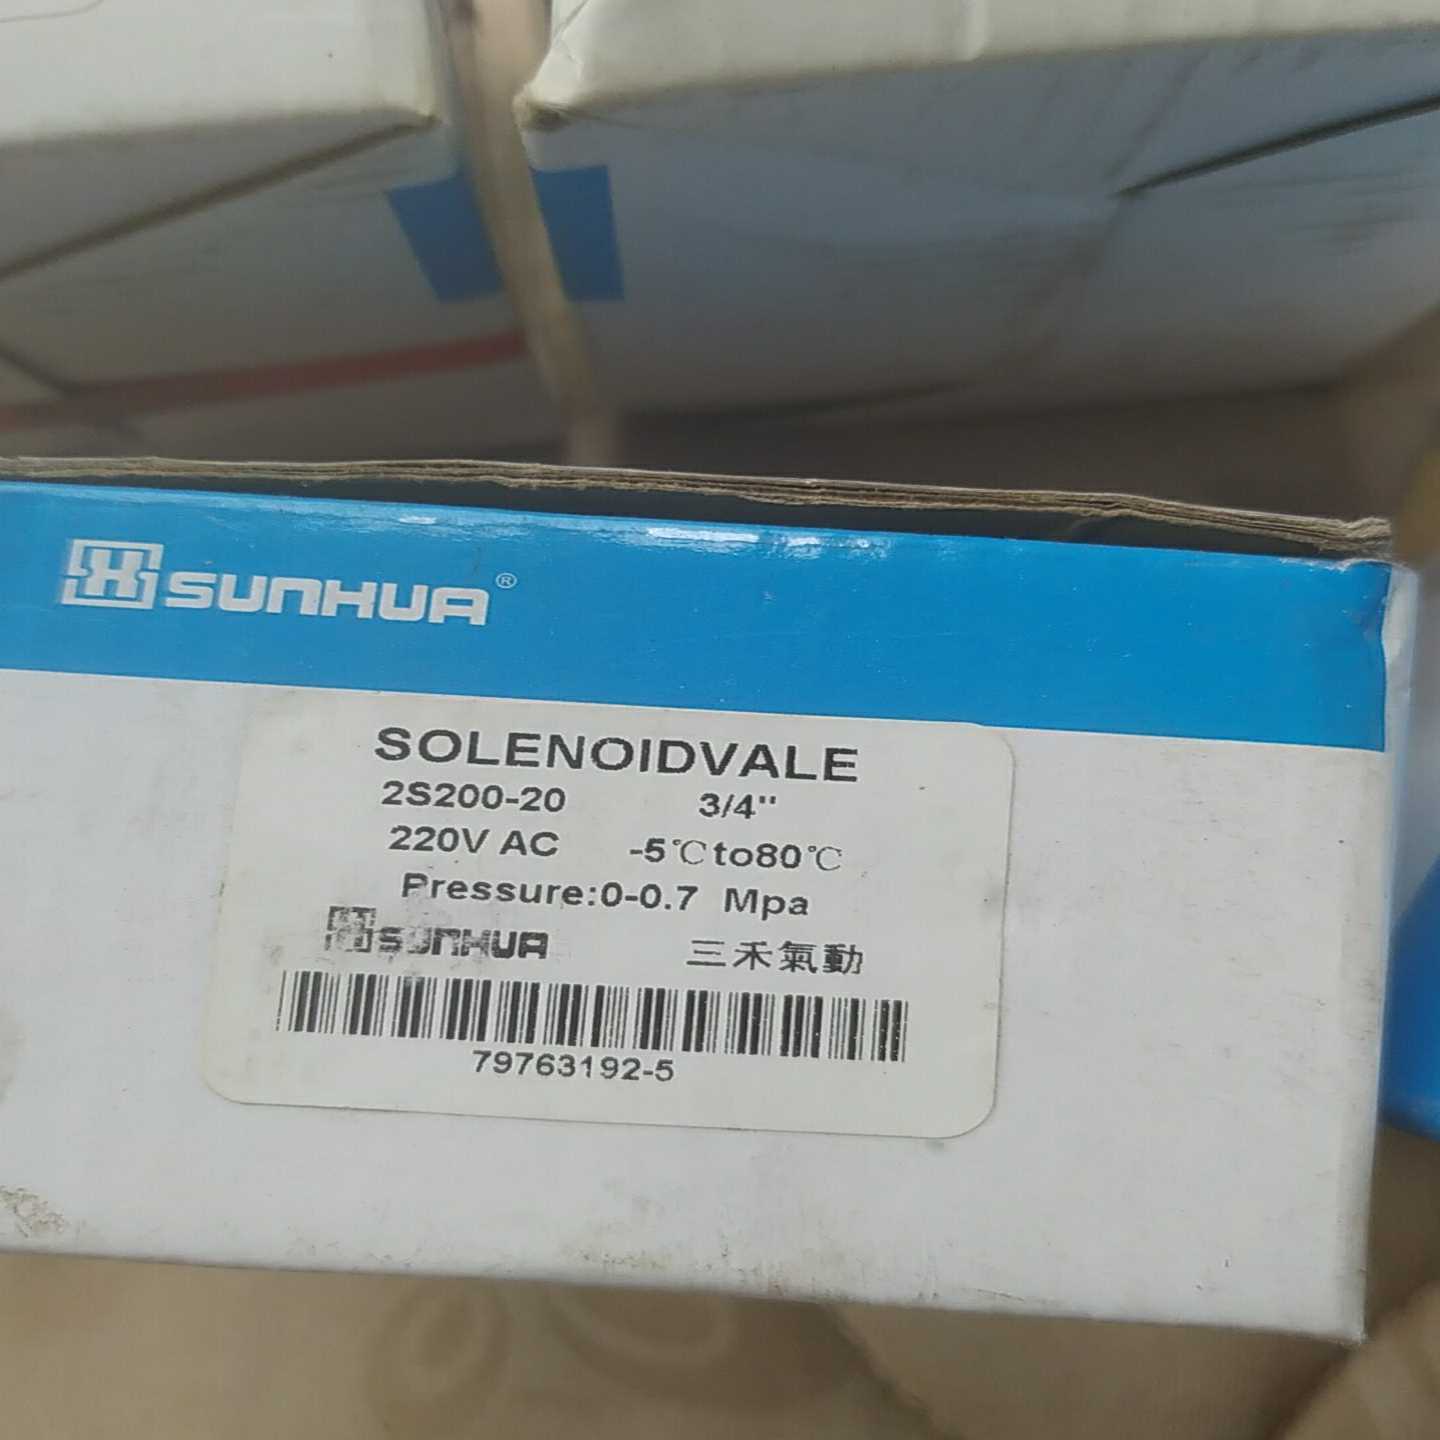 SUNHUA®
SOLENOIDVALE
2S200-20 3/4"
220V AC -5℃to80℃
Pressure:0-0.7 Mpa
SUNHUA 三禾氣動
79763192-5